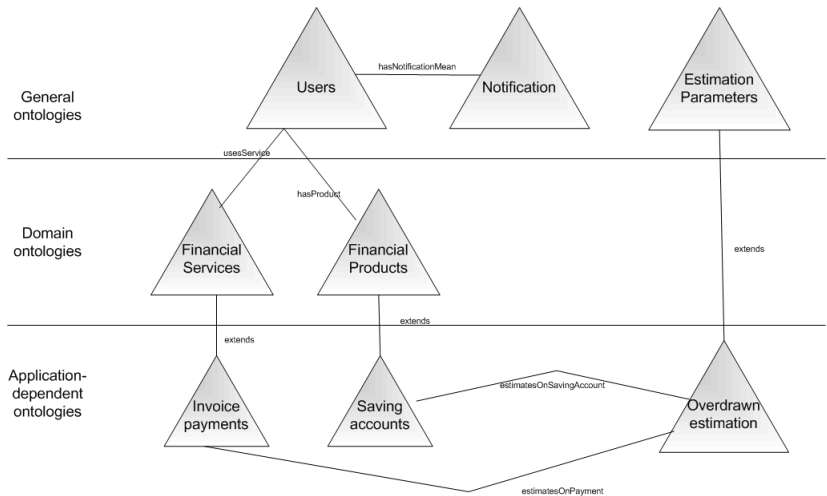 General
ontologies
Users
hasNotificationMean
Notification
Estimation
Parameters
usesService
hasProduct
Domain
ontologies
Financial
Services
Financial
Products
extends
extends
extends
Application-
dependent
ontologies
Invoice
payments
Saving
accounts
estimatesOnSavingAccount
Overdrawn
estimation
estimatesOnPayment